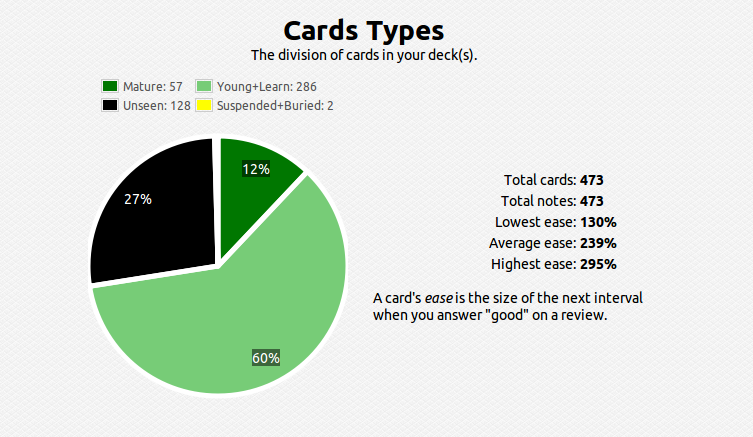 Cards Types
The division of cards in your deck(s).
Mature: 57 Young+Learn: 286
Unseen: 128 Suspended+Buried: 2
12%
27%
60%
Total cards: 473
Total notes: 473
Lowest ease: 130%
Average ease: 239%
Highest ease: 295%
A card's ease is the size of the next interval
when you answer "good" on a review.